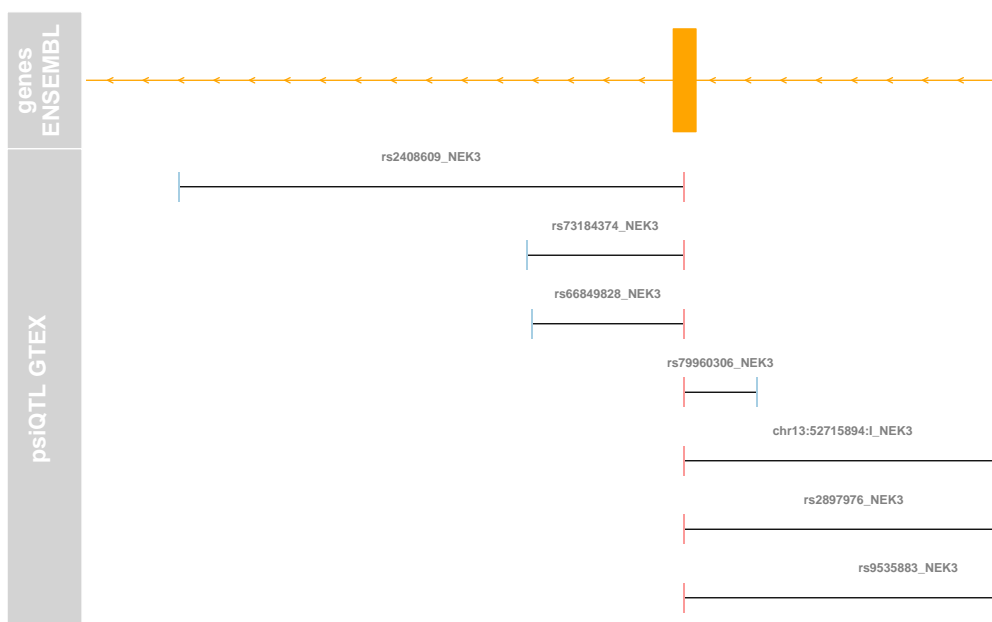 genes
ENSEMBL
psiQTL GTEX
rs2408609_NEK3
rs73184374_NEK3
rs66849828_NEK3
rs79960306_NEK3
chr13:52715894:I_NEK3
rs2897976_NEK3
rs9535883_NEK3